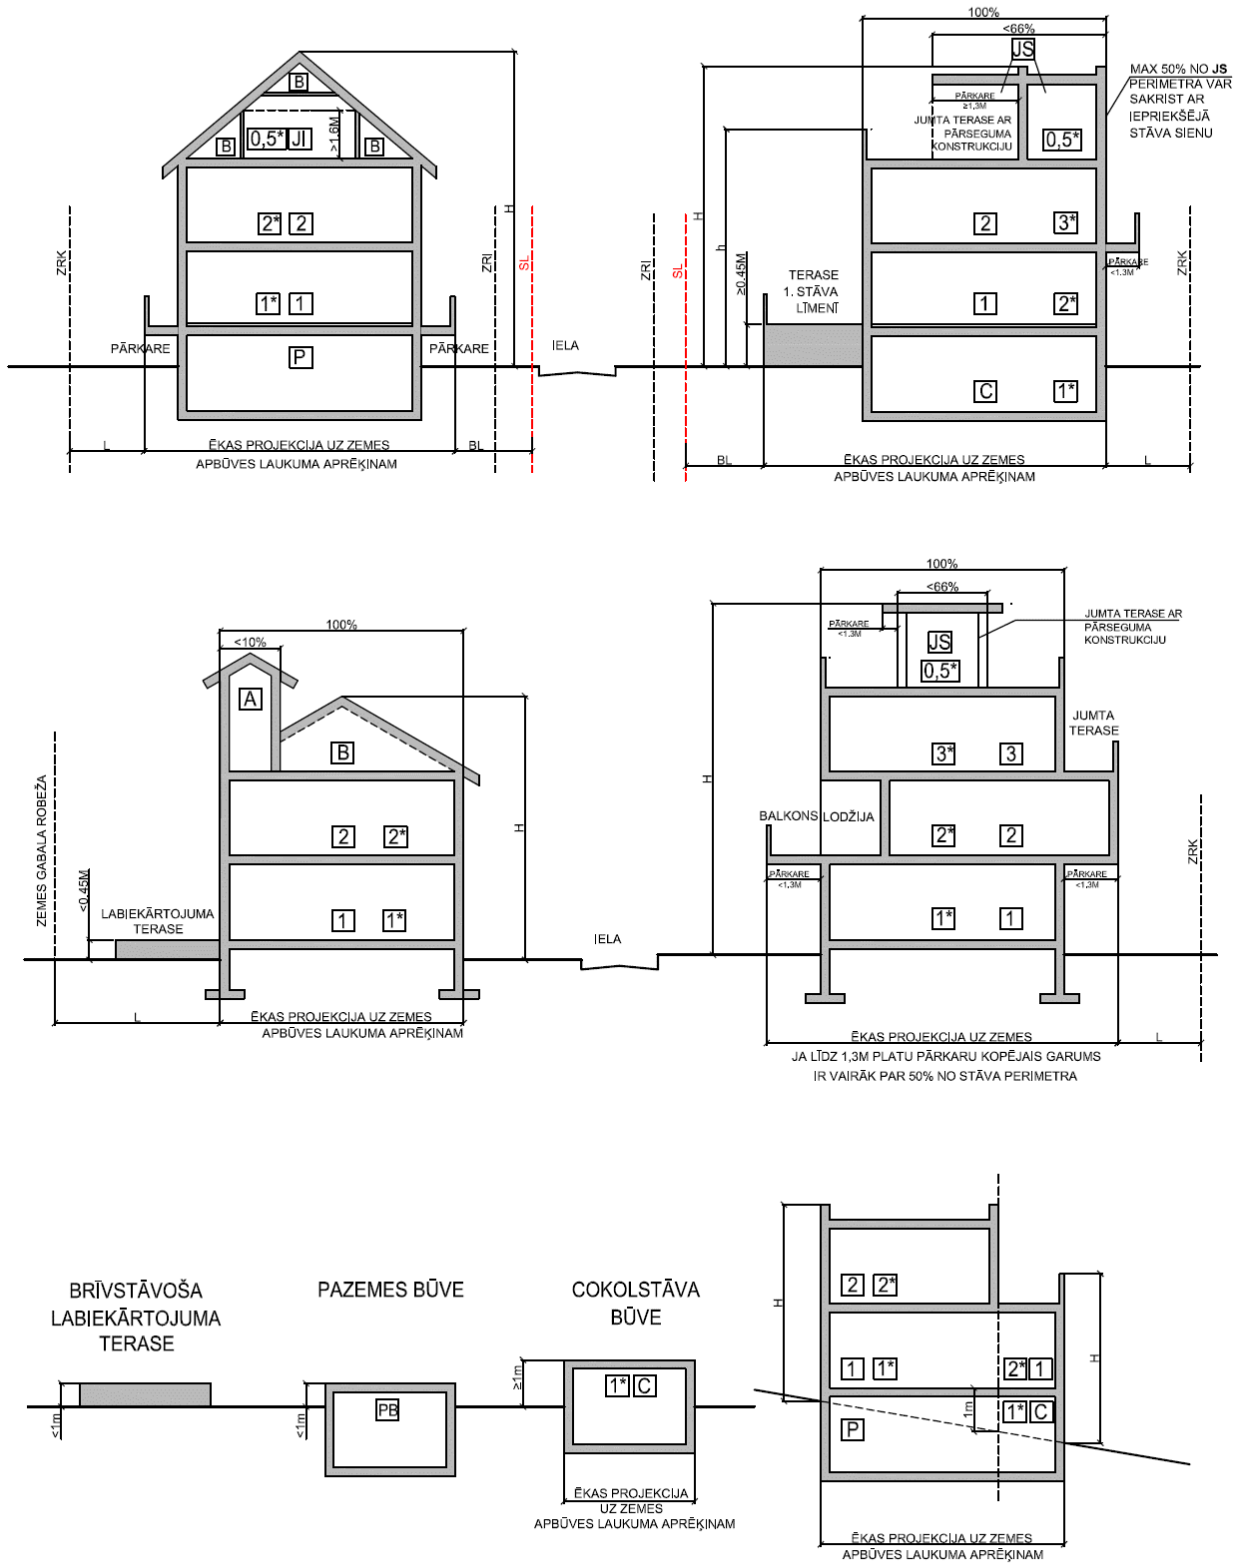 B
B
0,5* JI
B
>1.6M
2* 2
1* 1
P
PĀRKARE
PĀRKARE
ZRK
ZRI
SL
H
IELA
L
ĒKAS PROJEKCIJA UZ ZEMES
APBŪVES LAUKUMA APRĒĶINAM
BL
100%
<66%
JS
MAX 50% NO JS
PERIMETRA VAR
SAKRIST AR
IEPRIEKŠĒJĀ
STĀVA SIENU
PĀRKARE
≥1,3M
JUMTA TERASE AR
PĀRSEGUMA
KONSTRUKCIJU
0,5*
2 3*
1 2*
C 1*
H
h
≥0.45M
TERASE
1. STĀVA
LĪMENĪ
PĀRKARE
<1.3M
ZRI
SL
ZRK
BL
ĒKAS PROJEKCIJA UZ ZEMES
APBŪVES LAUKUMA APRĒĶINAM
L
100%
<10%
A
B
2 2*
1 1*
H
ZEMES GABALA ROBEŽA
<0.45M
LABIEKĀRTOJUMA
TERASE
IELA
L
ĒKAS PROJEKCIJA UZ ZEMES
APBŪVES LAUKUMA APRĒĶINAM
100%
<66%
PĀRKARE
<1.3M
JS
0,5*
JUMTA TERASE AR
PĀRSEGUMA
KONSTRUKCIJU
JUMTA
TERASE
3* 3
BALKONS LODŽIJA
2* 2
PĀRKARE
<1,3M
PĀRKARE
<1,3M
1* 1
H
ZRK
ĒKAS PROJEKCIJA UZ ZEMES
JA LĪDZ 1,3M PLATU PĀRKARU KOPĒJAIS GARUMS
IR VAIRĀK PAR 50% NO STĀVA PERIMETRA
L
BRĪVSTĀVOŠA
LABIEKĀRTOJUMA
TERASE
<1m
PAZEMES BŪVE
<1m
PB
COKOLSTĀVA
BŪVE
≥1m
1* C
ĒKAS PROJEKCIJA
UZ ZEMES
APBŪVES LAUKUMA APRĒĶINAM
H
2 2*
1 1*
2* 1
1m
1* C
P
H
ĒKAS PROJEKCIJA UZ ZEMES
APBŪVES LAUKUMA APRĒĶINAM